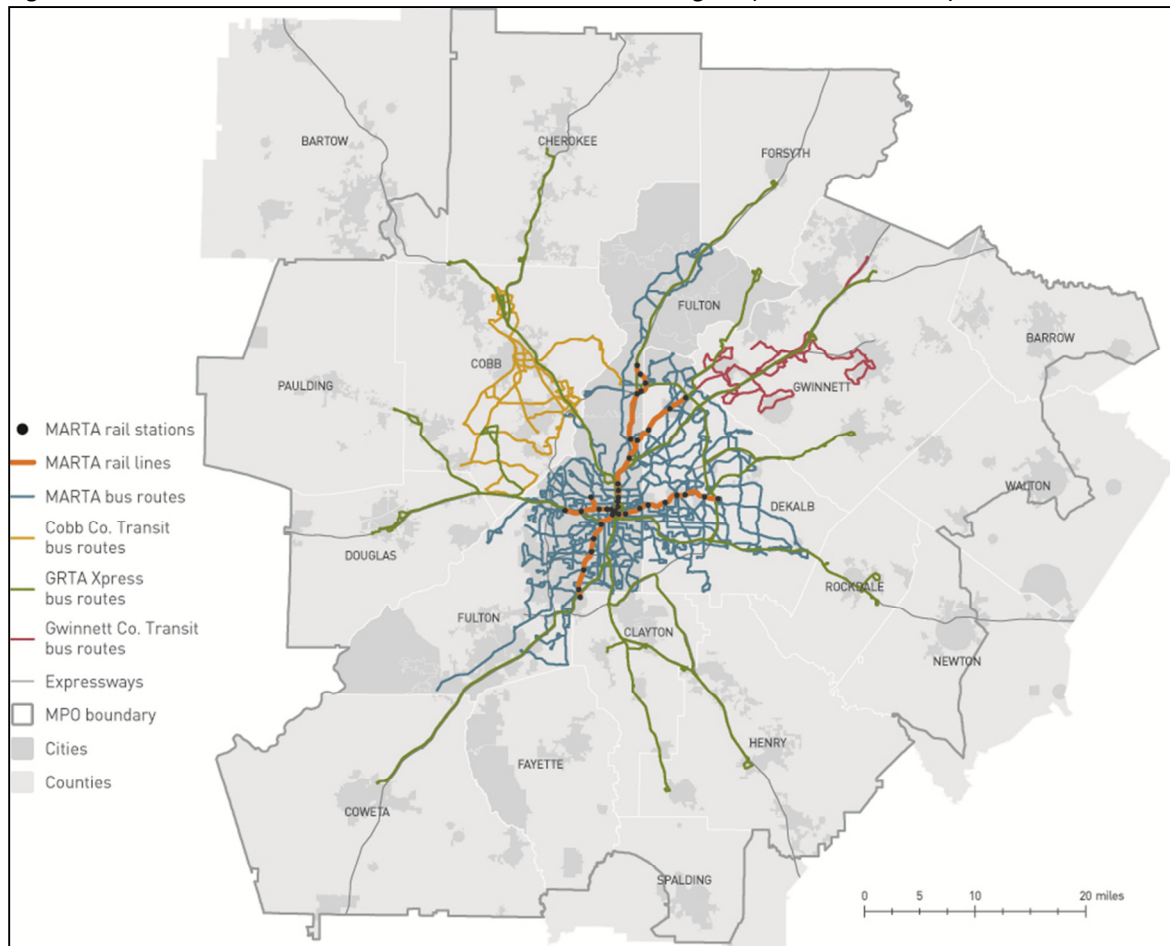 BARTOW
CHEROKEE
FORSYTH
FULTON
BARROW
COBB
PAULDING
GWINNETT
MARTA rail stations
MARTA rail lines
MARTA bus routes
Cobb Co. Transit
bus routes
GRTA Xpress
bus routes
Gwinnett Co. Transit
bus routes
Expressways
MPO boundary
Cities
Counties
WALTON
DEKALB
DOUGLAS
ROCKDALE
FULTON
CLAYTON
NEWTON
HENRY
FAYETTE
COWETA
SPALDING
0 5 10 20 miles